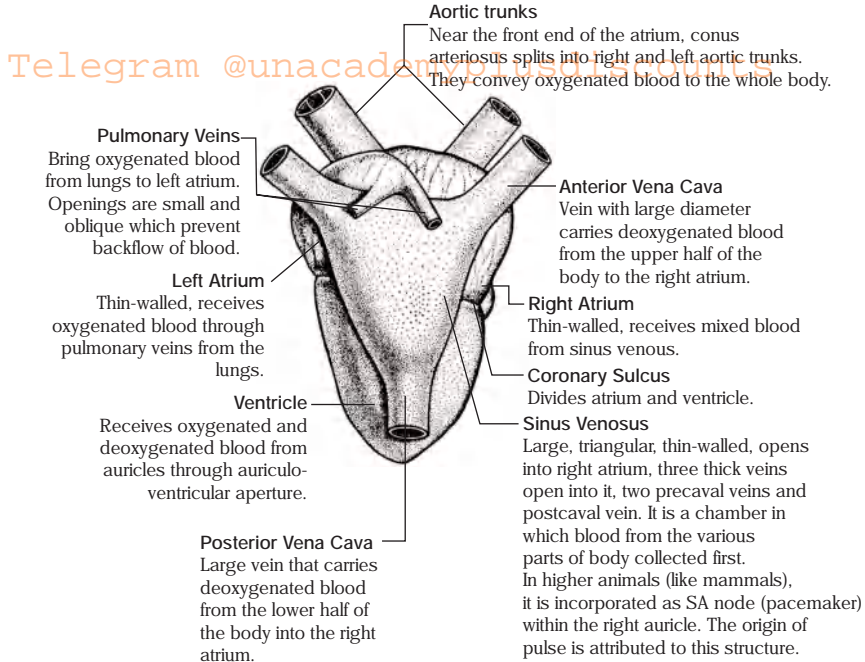 Aortic trunks
Near the front end of the atrium, conus
arteriosus splits into right and left aortic trunks.
They convey oxygenated blood to the whole body.
Telegram @unacademyplusdiscounts
Pulmonary Veins
Bring oxygenated blood
from lungs to left atrium.
Openings are small and
oblique which prevent
backflow of blood.
Anterior Vena Cava
Vein with large diameter
carries deoxygenated blood
from the upper half of the
body to the right atrium.
Left Atrium
Thin-walled, receives
oxygenated blood through
pulmonary veins from the
lungs.
Right Atrium
Thin-walled, receives mixed blood
from sinus venous.
Coronary Sulcus
Divides atrium and ventricle.
Ventricle
Receives oxygenated and
deoxygenated blood from
auricles through auriculo-
ventricular aperture.
Sinus Venosus
Large, triangular, thin-walled, opens
into right atrium, three thick veins
open into it, two precaval veins and
postcaval vein. It is a chamber in
which blood from the various
parts of body collected first.
In higher animals (like mammals),
it is incorporated as SA node (pacemaker)
within the right auricle. The origin of
pulse is attributed to this structure.
Posterior Vena Cava
Large vein that carries
deoxygenated blood
from the lower half of
the body into the right
atrium.